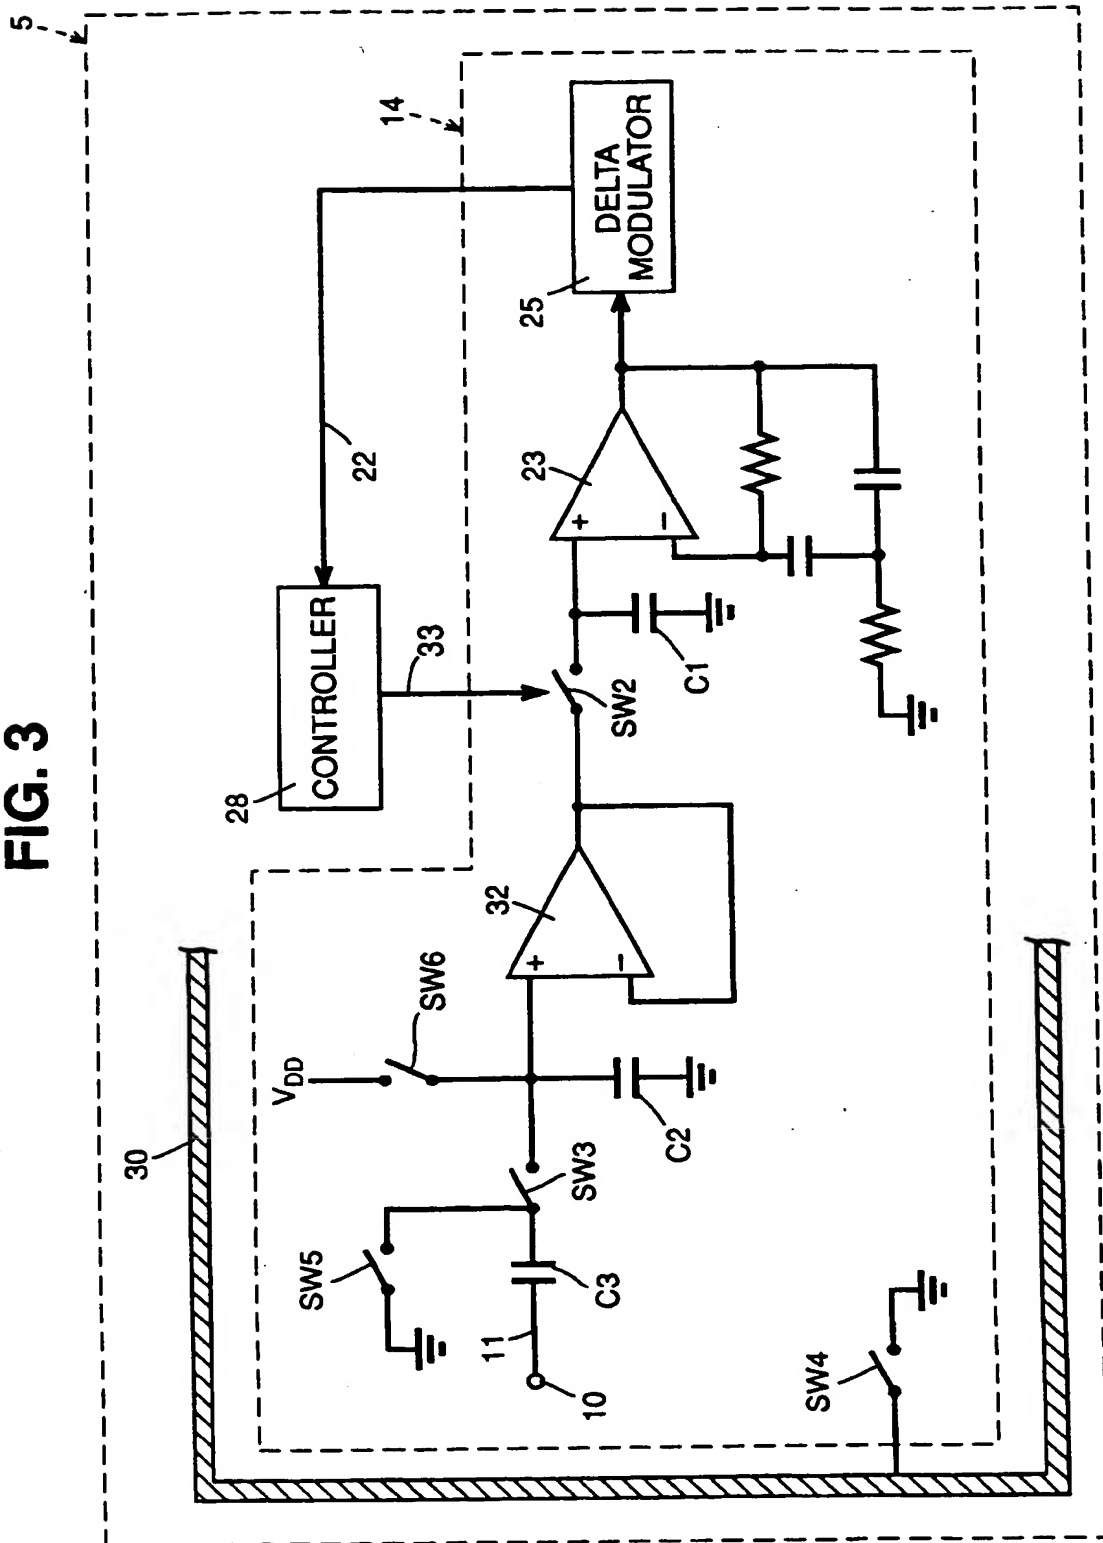 FIG. 3
5
14
28
CONTROLLER
22
33
25
DELTA
MODULATOR
23
+
−
C1
SW2
32
+
−
SW6
VDD
C2
SW3
30
SW5
C3
11
10
SW4